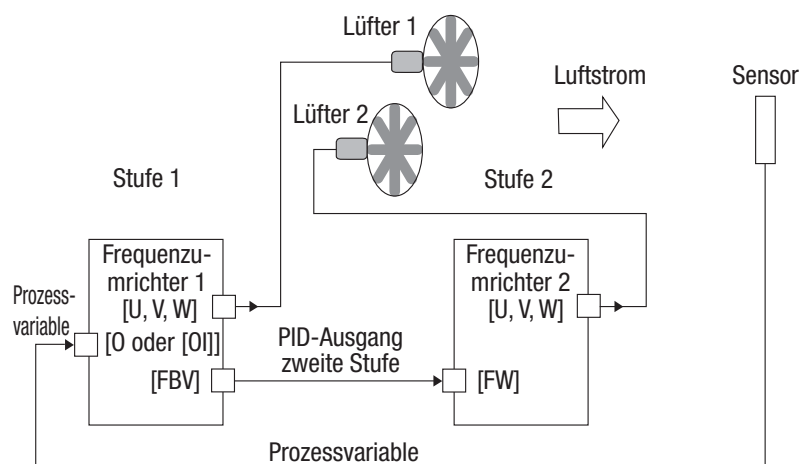 Lüfter 1
Luftstrom
Sensor
Lüfter 2
Stufe 1
Stufe 2
Frequenzu-
mrichter 1
[U, V, W]
Frequenzu-
mrichter 2
[U, V, W]
Prozess-
variable
[O oder [OI]]
PID-Ausgang
zweite Stufe
[FBV]
[FW]
Prozessvariable